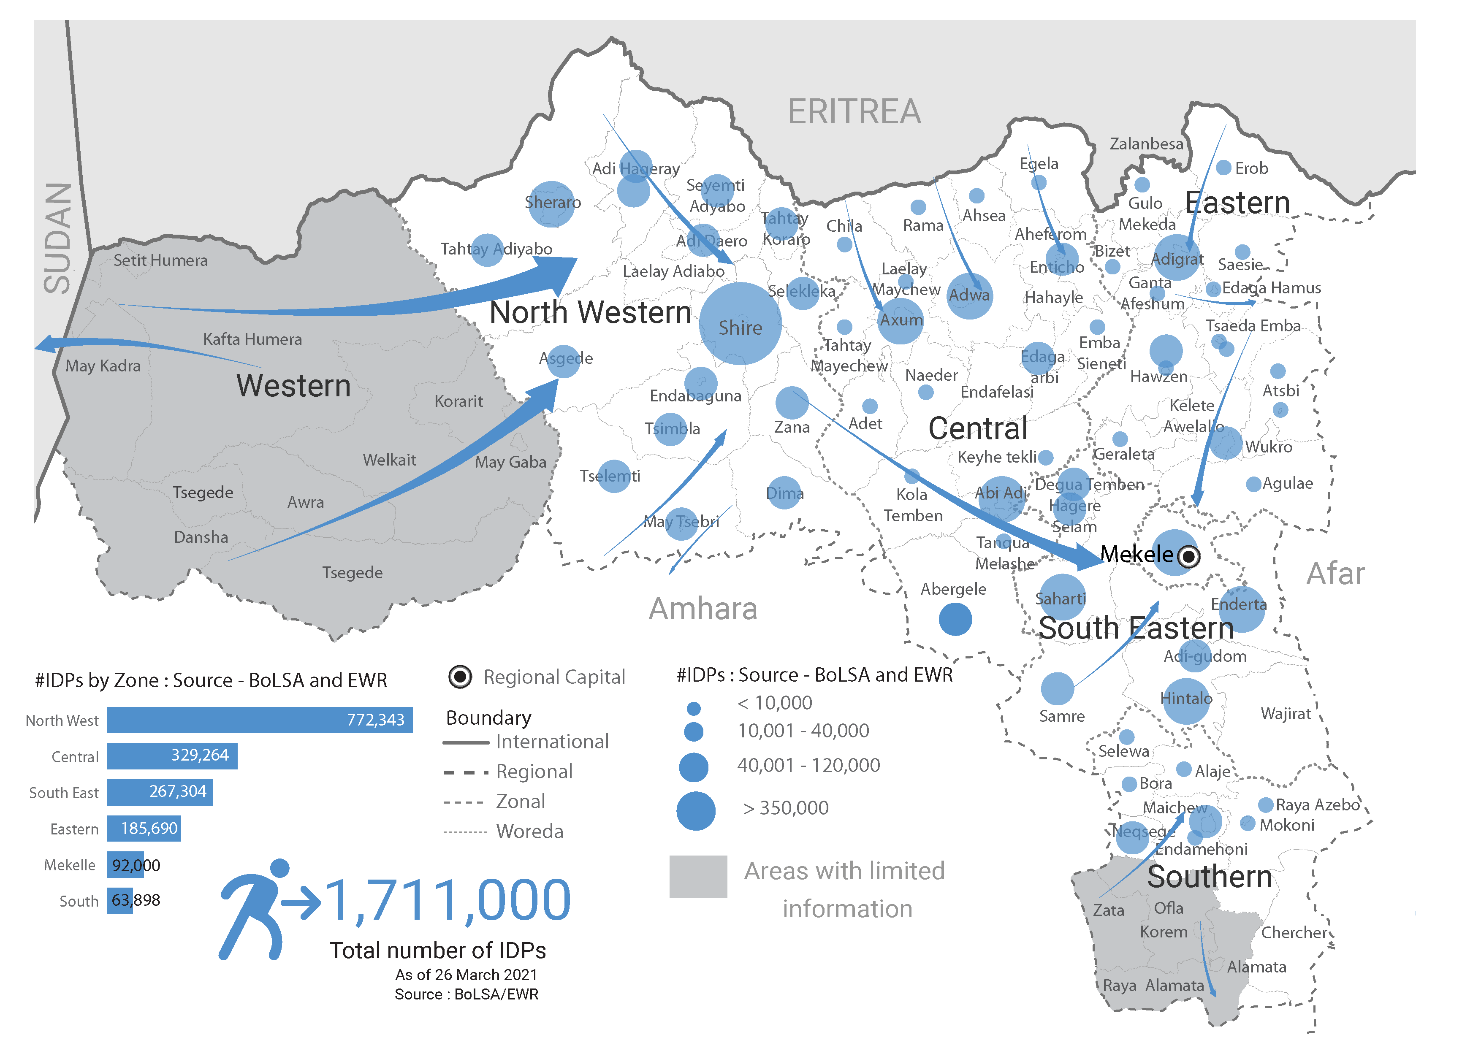 ERITREA
SUDAN
Zalanbesa
Egela
Erob
Adi Hageray
Seyemti
Adyabo
Sheraro
Gulo
Mekeda
Eastern
Ahsea
Rama
Chila
Tahtay
Koraro
Aheferom
Tahtay Adiyabo
Adi Daero
Bizet
Adigrat
Saesie
Setit Humera
Laelay Adiabo
Laelay
Maychew
Enticho
Ganta
Afeshum
Edaga Hamus
Selekleka
Adwa
Hahayle
North Western
Shire
Axum
Tsaeda Emba
Kafta Humera
Tahtay
Mayechew
Emba
Sieneti
May Kadra
Asgede
Edaga
arbi
Hawzen
Western
Naeder
Endafelasi
Atsbi
Endabaguna
Korarit
Kelete
Awelallo
Tsimbla
Zana
Adet
Central
Wukro
Welkait
May Gaba
Keyhe tekli
Geraleta
Tselemti
Dima
Kola
Temben
Abi Adi
Degua Temben
Agulae
Tsegede
Awra
Hagere
Selam
May Tsebri
Dansha
Tanqua
Melashe
Mekele
Tsegede
Afar
Abergele
Saharti
Enderta
Amhara
South Eastern
Adi-gudom
Samre
Hintalo
Wajirat
Selewa
Alaje
Bora
Maichew
Raya Azebo
Mokoni
Neqsege
Endamehoni
Southern
Zata
Ofla
Korem
Chercher
Alamata
Raya Alamata
#IDPs by Zone : Source - BoLSA and EWR
North West 772,343
Central 329,264
South East 267,304
Eastern 185,690
Mekelle 92,000
South 63,898
1,711,000
Total number of IDPs
As of 26 March 2021
Source : BoLSA/EWR
Regional Capital
Boundary
International
Regional
Zonal
Woreda
#IDPs : Source - BoLSA and EWR
< 10,000
10,001 - 40,000
40,001 - 120,000
> 350,000
Areas with limited
information